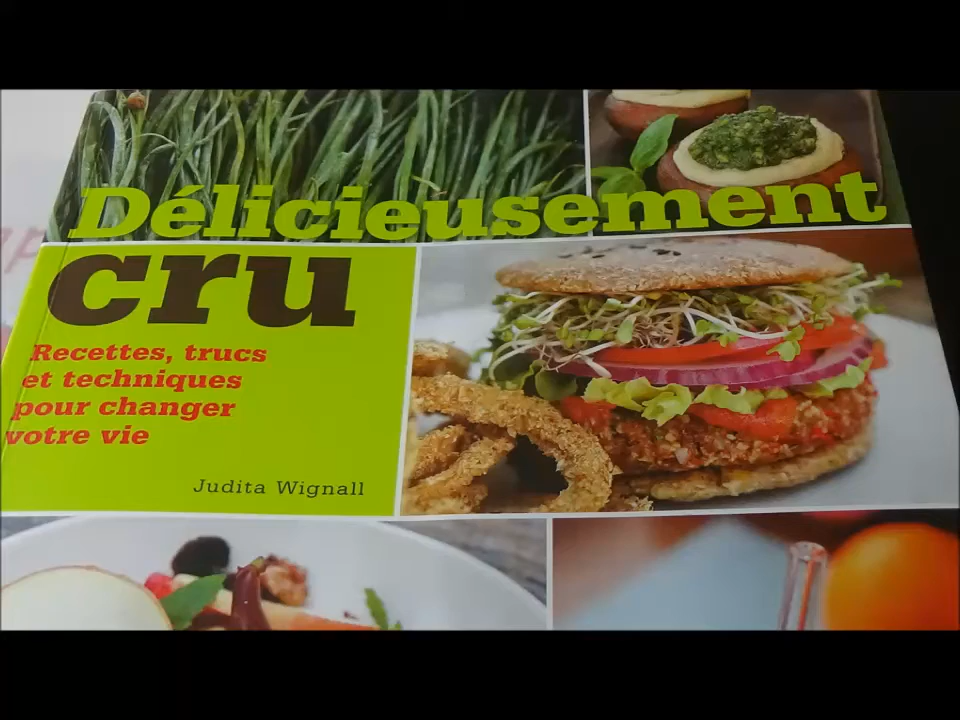 Délicieusement
cru
Recettes, trucs
et techniques
pour changer
votre vie
Judita Wignall